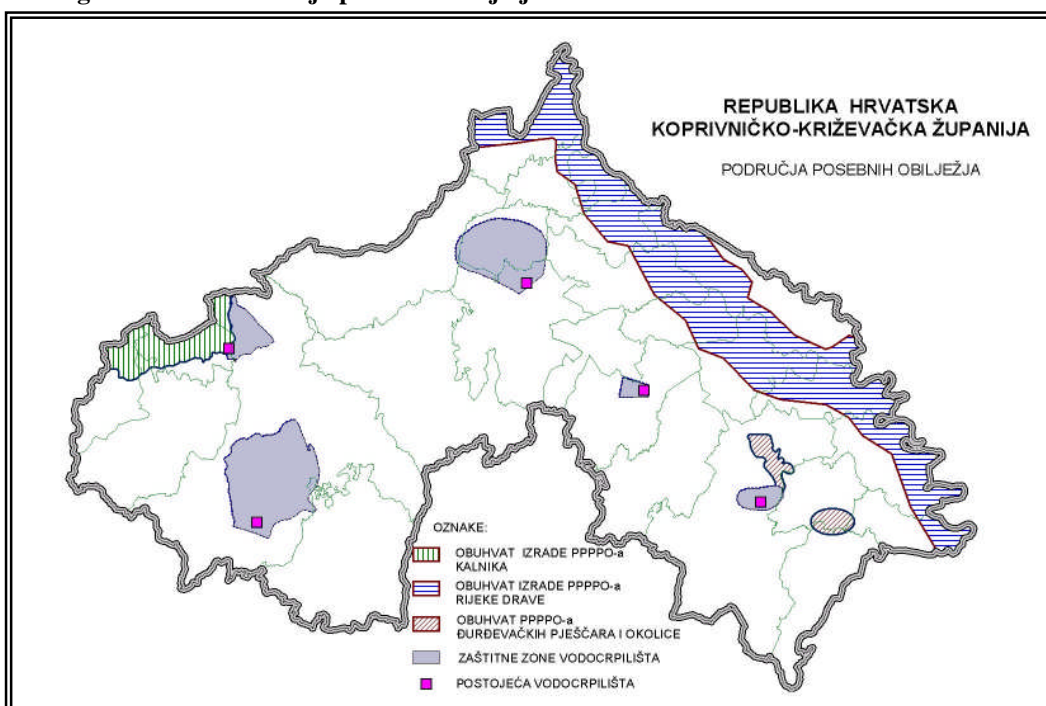 REPUBLIKA HRVATSKA
KOPRIVNIČKO-KRIŽEVAČKA ŽUPANIJA
PODRUČJA POSEBNIH OBILJEŽJA
OZNAKE:
OBUHVAT IZRADE PPPPO-a
KALNIKA
OBUHVAT IZRADE PPPPO-a
RIJEKE DRAVE
OBUHVAT PPPPO-a
ĐURĐEVAČKIH PJEŠČARA I OKOLICE
ZAŠTITNE ZONE VODOCRPILIŠTA
POSTOJEĆA VODOCRPILIŠTA